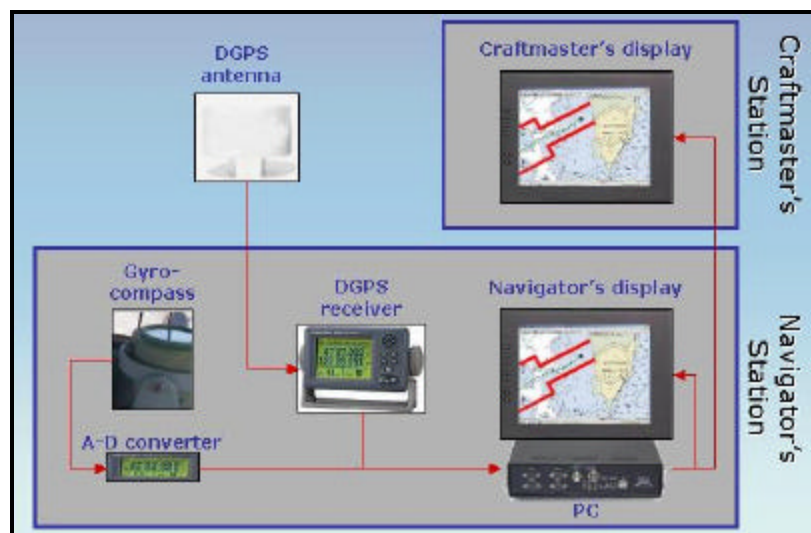 DGPS
antenna
Craftmaster's display
Craftmaster's
Station
Gyro-
compass
DGPS
receiver
Navigator's display
Navigator's
Station
A-D converter
PC